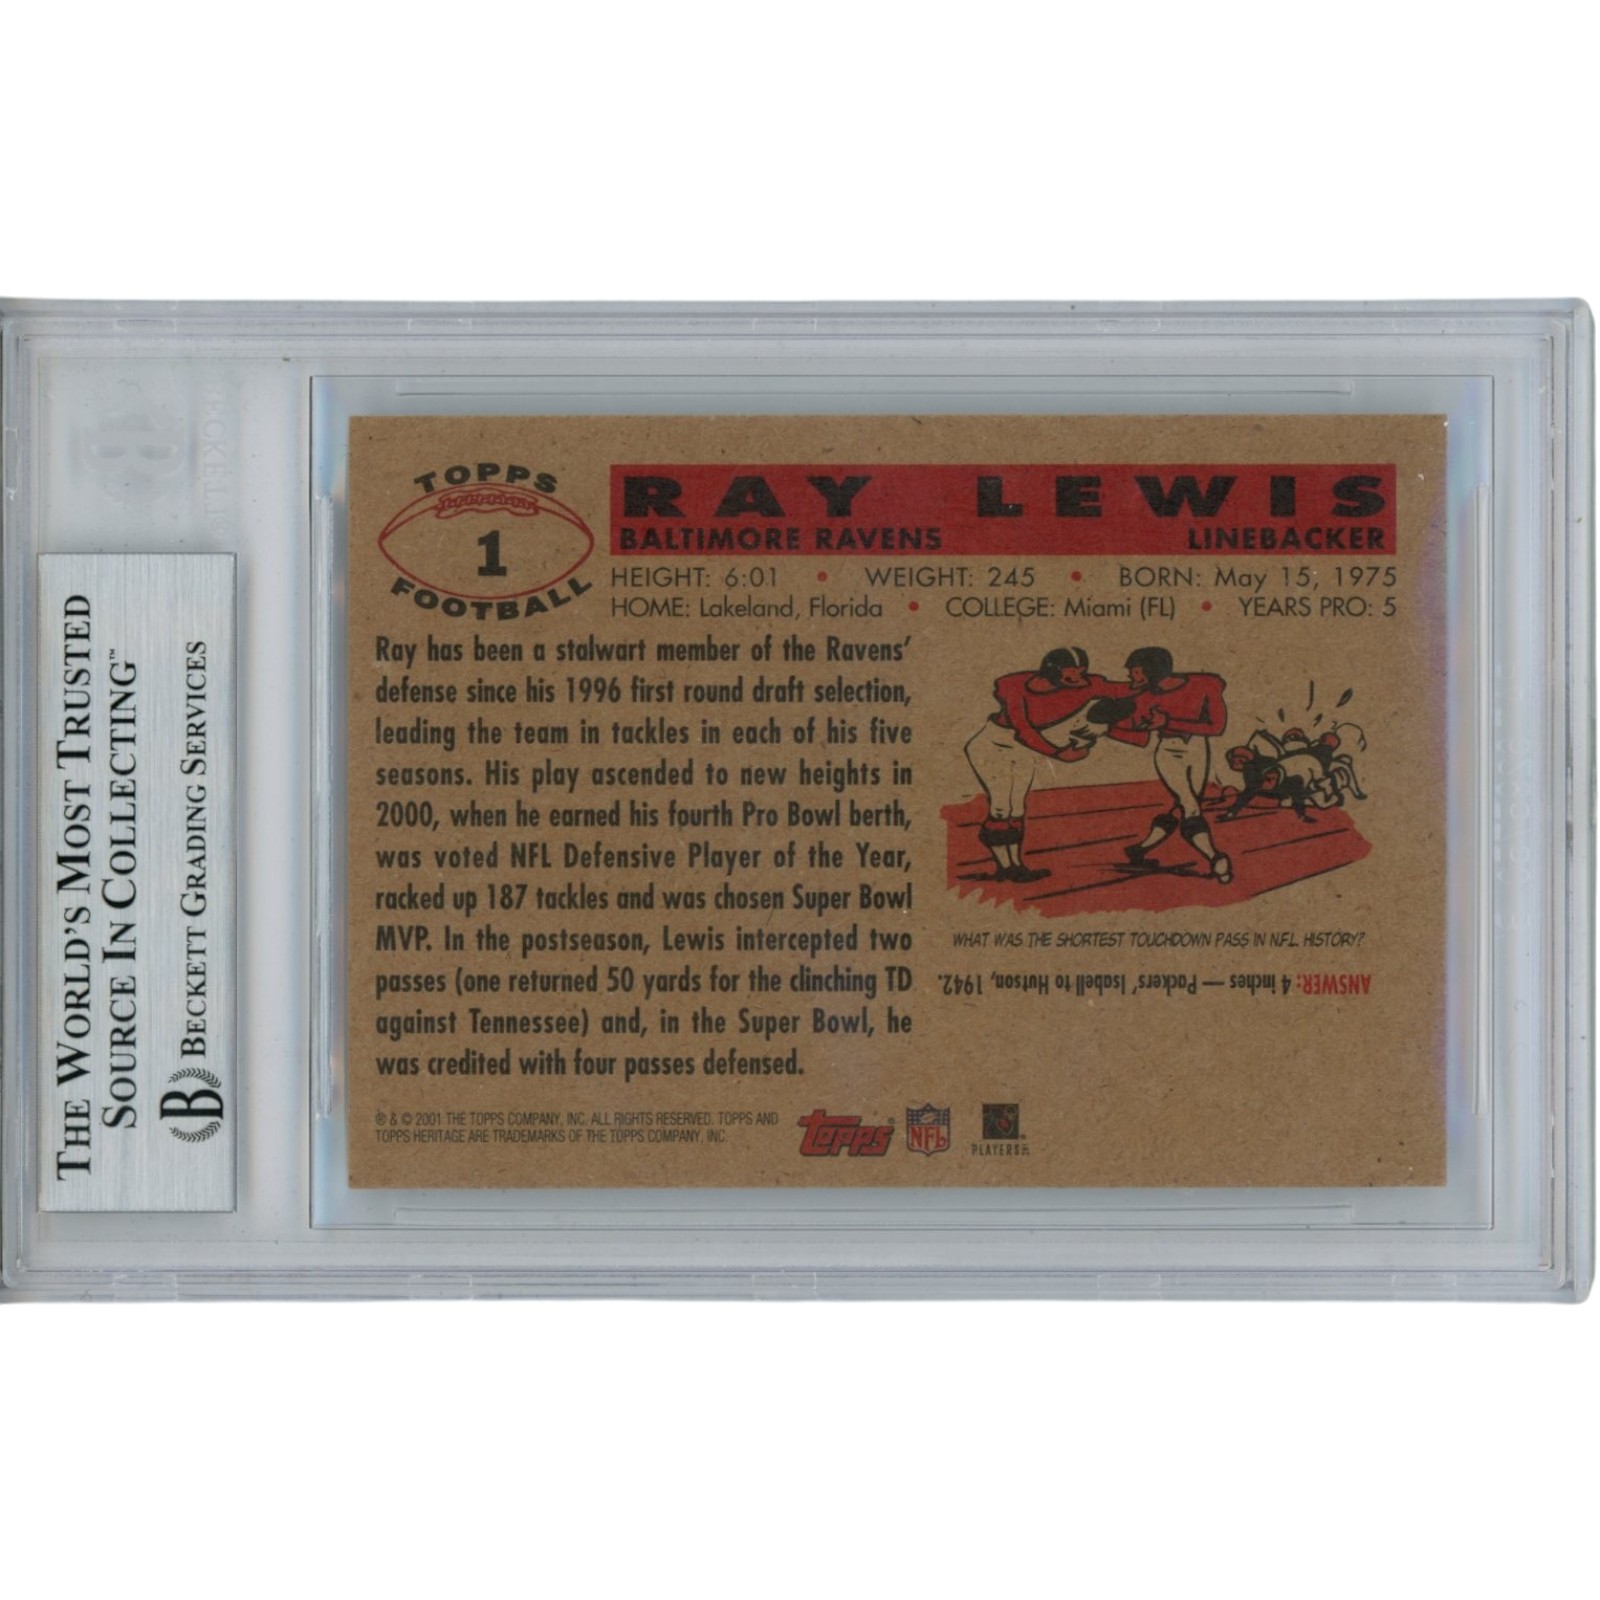 THE WORLD'S MOST TRUSTED
SOURCE IN COLLECTING™
BECKETT GRADING SERVICES
B
TOPPS
1
FOOTBALL
RAY LEWIS
BALTIMORE RAVENS LINEBACKER
HEIGHT: 6:01 • WEIGHT: 245 • BORN: May 15, 1975
HOME: Lakeland, Florida • COLLEGE: Miami (FL) • YEARS PRO: 5
Ray has been a stalwart member of the Ravens'
defense since his 1996 first round draft selection,
leading the team in tackles in each of his five
seasons. His play ascended to new heights in
2000, when he earned his fourth Pro Bowl berth,
was voted NFL Defensive Player of the Year,
racked up 187 tackles and was chosen Super Bowl
MVP. In the postseason, Lewis intercepted two
passes (one returned 50 yards for the clinching TD
against Tennessee) and, in the Super Bowl, he
was credited with four passes defensed.
WHAT WAS THE SHORTEST TOUCHDOWN PASS IN N.F.L. HISTORY?
ANSWER: 4 inches — Packers' Isabell to Hutson, 1942.
® & © 2001 THE TOPPS COMPANY, INC. ALL RIGHTS RESERVED. TOPPS AND
TOPPS HERITAGE ARE TRADEMARKS OF THE TOPPS COMPANY, INC.
topps®
NFL
PLAYERS